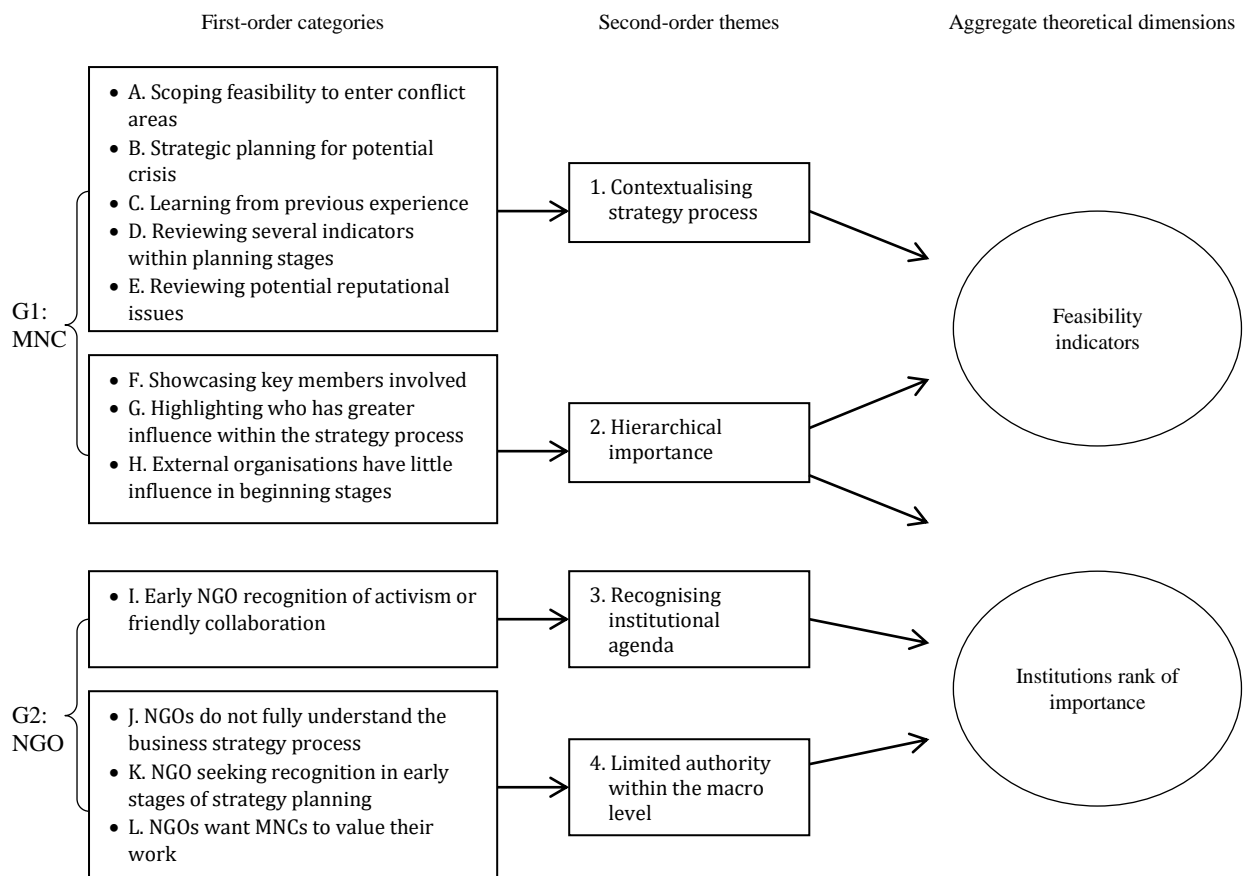 First-order categories
Second-order themes
Aggregate theoretical dimensions
G1:
MNC
• A. Scoping feasibility to enter conflict
areas
• B. Strategic planning for potential
crisis
• C. Learning from previous experience
• D. Reviewing several indicators
within planning stages
• E. Reviewing potential reputational
issues
1. Contextualising
strategy process
Feasibility
indicators
• F. Showcasing key members involved
• G. Highlighting who has greater
influence within the strategy process
• H. External organisations have little
influence in beginning stages
2. Hierarchical
importance
G2:
NGO
• I. Early NGO recognition of activism or
friendly collaboration
3. Recognising
institutional
agenda
Institutions rank of
importance
• J. NGOs do not fully understand the
business strategy process
• K. NGO seeking recognition in early
stages of strategy planning
• L. NGOs want MNCs to value their
work
4. Limited authority
within the macro
level